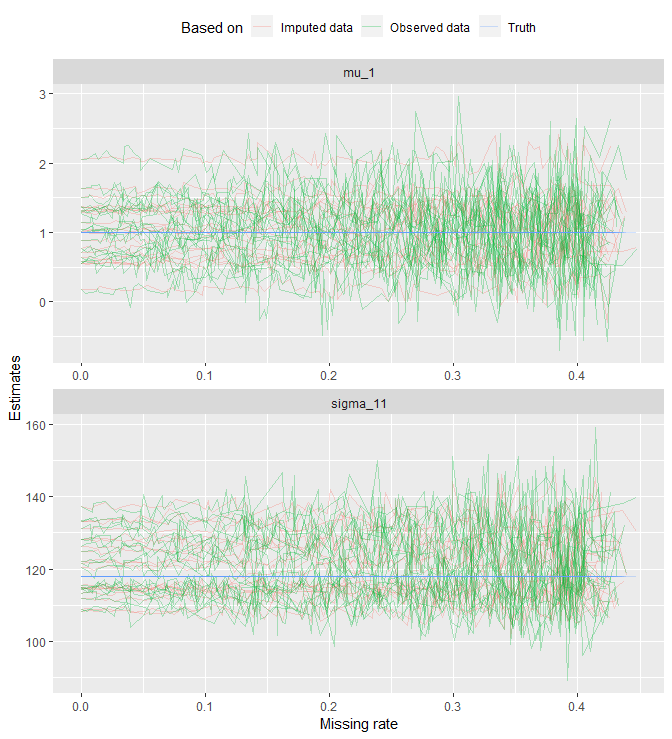 Based on Imputed data Observed data Truth
mu_1
3
2
1
0
0.0 0.1 0.2 0.3 0.4
Estimates
sigma_11
160
140
120
100
0.0 0.1 0.2 0.3 0.4
Missing rate